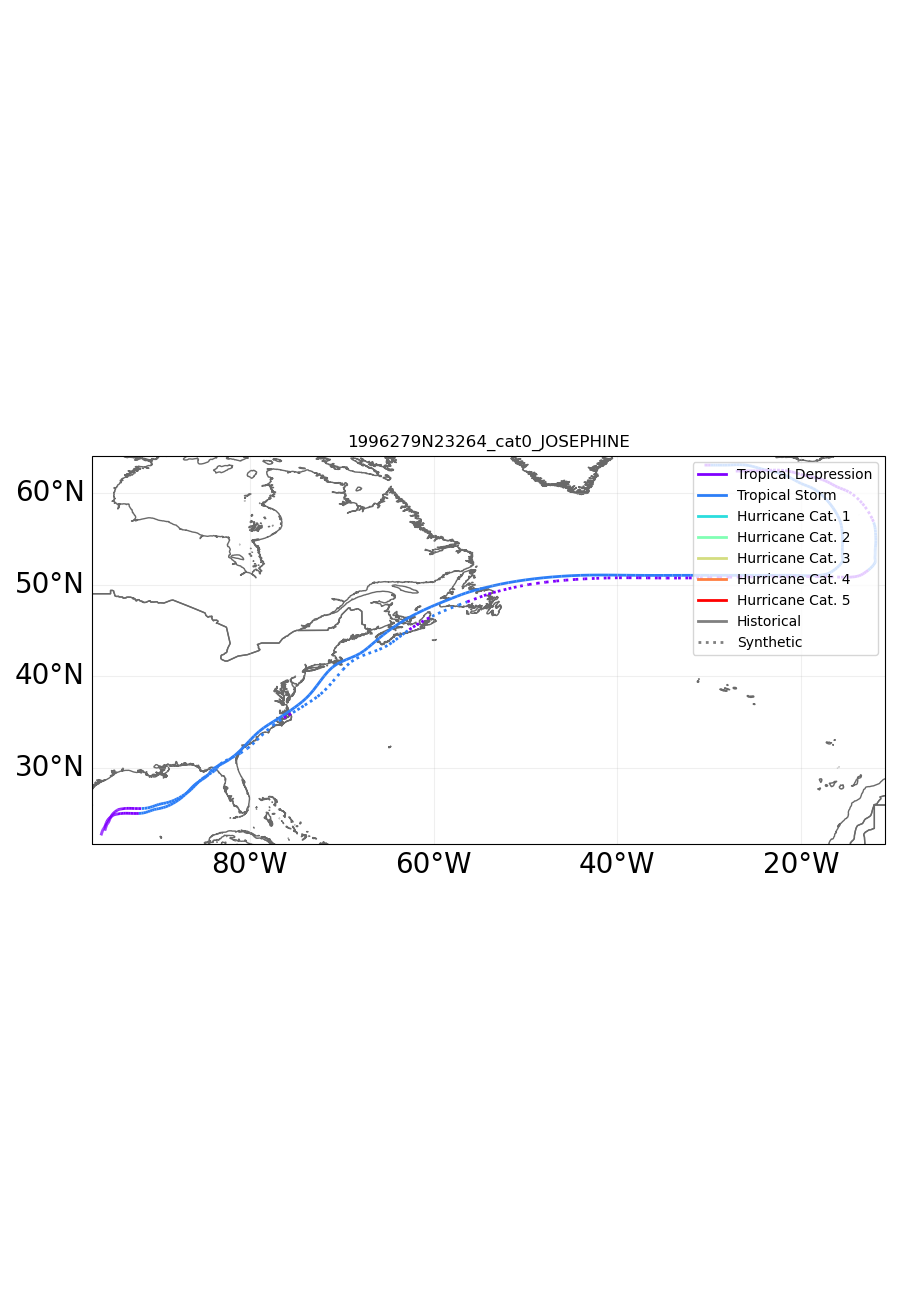 1996279N23264_cat0_JOSEPHINE
60°N
50°N
40°N
30°N
80°W
60°W
40°W
20°W
Tropical Depression
Tropical Storm
Hurricane Cat. 1
Hurricane Cat. 2
Hurricane Cat. 3
Hurricane Cat. 4
Hurricane Cat. 5
Historical
Synthetic